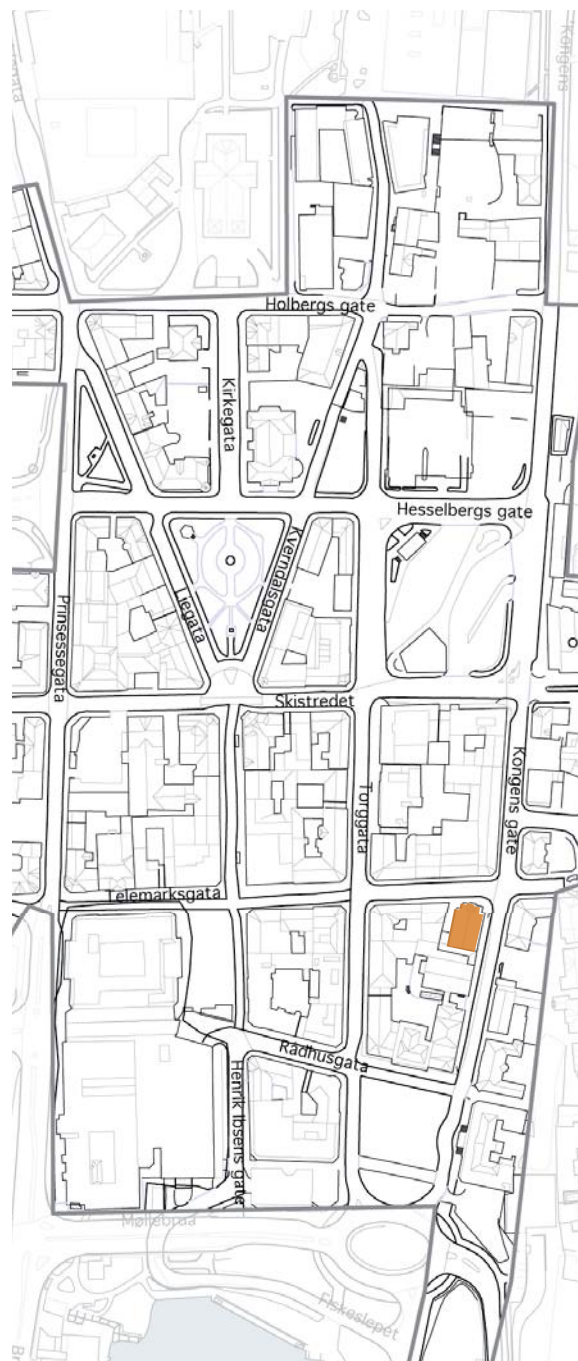 Kongens
Holbergs gate
Kirkegata
Hesselbergs gate
Kverndalsgata
Liegata
Prinsessegata
Skistredet
Torggata
Kongens gate
Telemarksgata
Rådhusgata
Henrik Ibsens gate
Møllebrua
Fiskeslepet